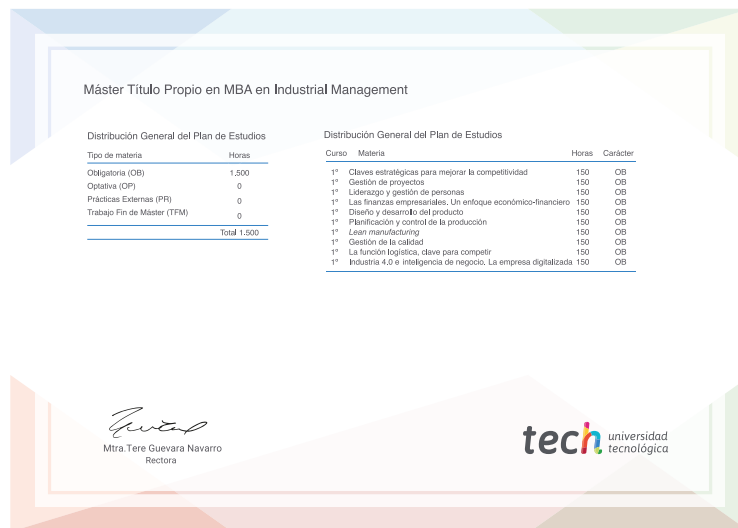 Máster Título Propio en MBA en Industrial Management
Distribución General del Plan de Estudios
Tipo de materia Horas
Obligatoria (OB) 1.500
Optativa (OP) 0
Prácticas Externas (PR) 0
Trabajo Fin de Máster (TFM) 0
Total 1.500
Distribución General del Plan de Estudios
Curso Materia Horas Carácter
1º Claves estratégicas para mejorar la competitividad 150 OB
1º Gestión de proyectos 150 OB
1º Liderazgo y gestión de personas 150 OB
1º Las finanzas empresariales. Un enfoque económico-financiero 150 OB
1º Diseño y desarrollo del producto 150 OB
1º Planificación y control de la producción 150 OB
1º Lean manufacturing 150 OB
1º Gestión de la calidad 150 OB
1º La función logística, clave para competir 150 OB
1º Industria 4.0 e inteligencia de negocio. La empresa digitalizada 150 OB
Mtra.Tere Guevara Navarro
Rectora
tech universidad
tecnológica